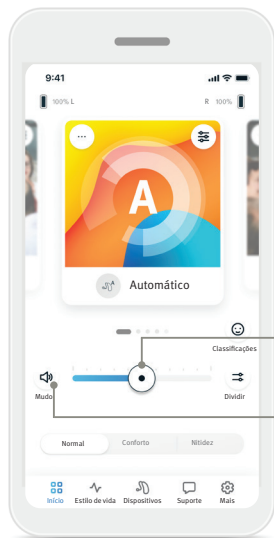 9:41
100% L
R 100%
A
Automático
Classificações
Mudo
Dividir
Normal
Conforto
Nitidez
Início
Estilo de vida
Dispositivos
Suporte
Mais